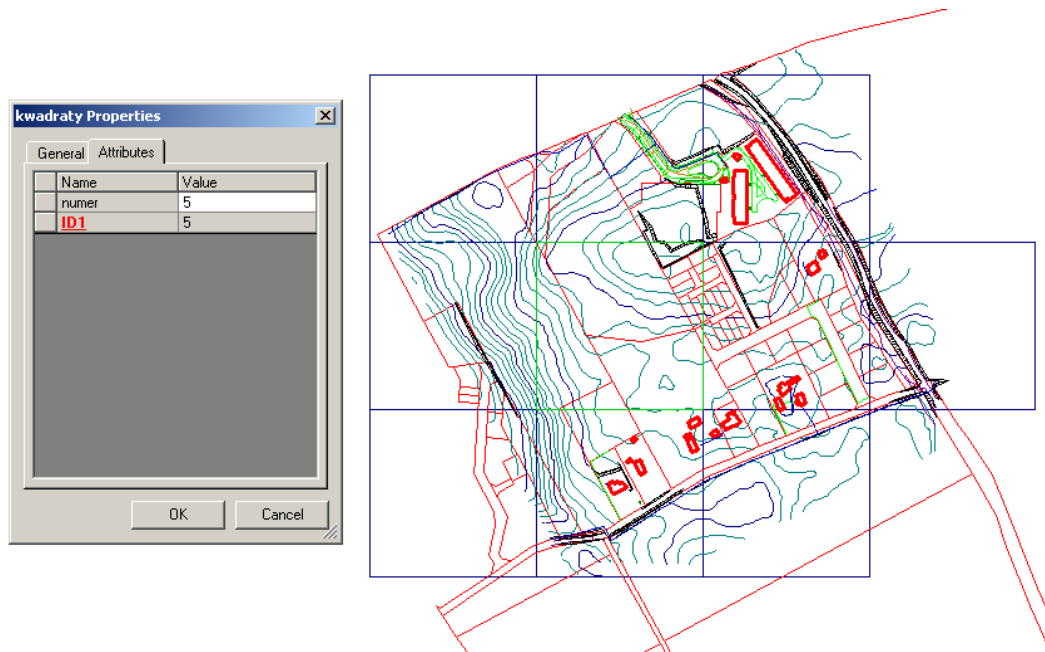 kwadraty Properties
General Attributes
Name Value
numer 5
ID1 5
OK Cancel